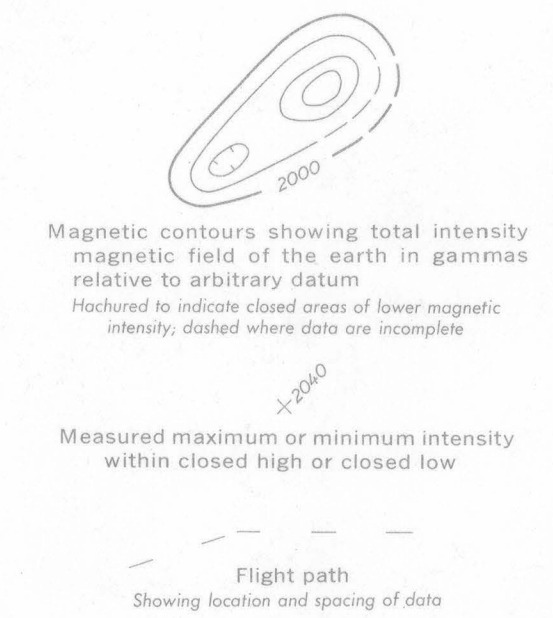 2000
Magnetic contours showing total intensity
magnetic field of the earth in gammas
relative to arbitrary datum
Hachured to indicate closed areas of lower magnetic
intensity; dashed where data are incomplete
+2040
Measured maximum or minimum intensity
within closed high or closed low
Flight path
Showing location and spacing of data